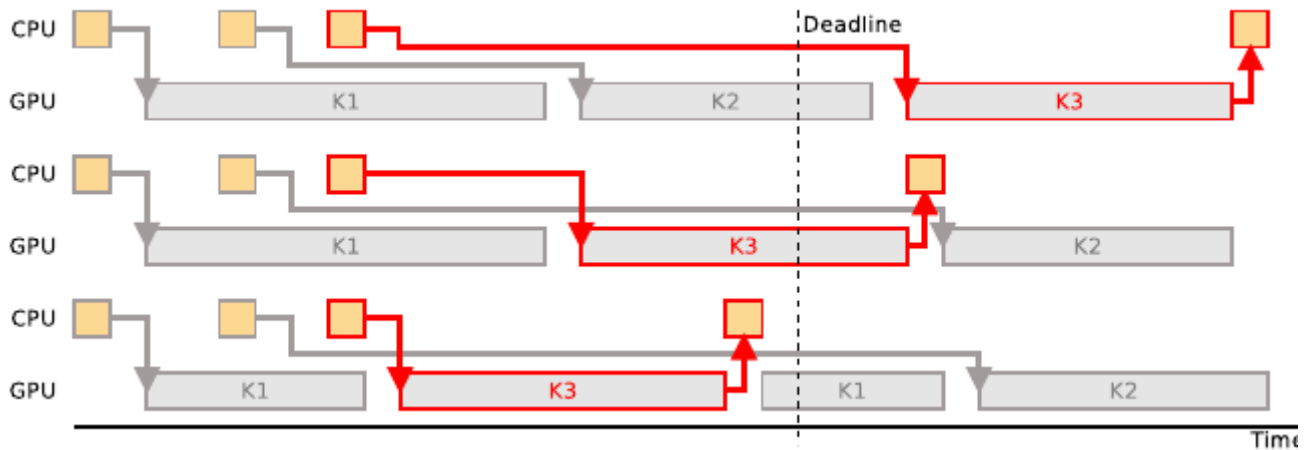 CPU Deadline
GPU K1 K2 K3
CPU
GPU K1 K3 K2
CPU
GPU K1 K3 K1 K2
Time